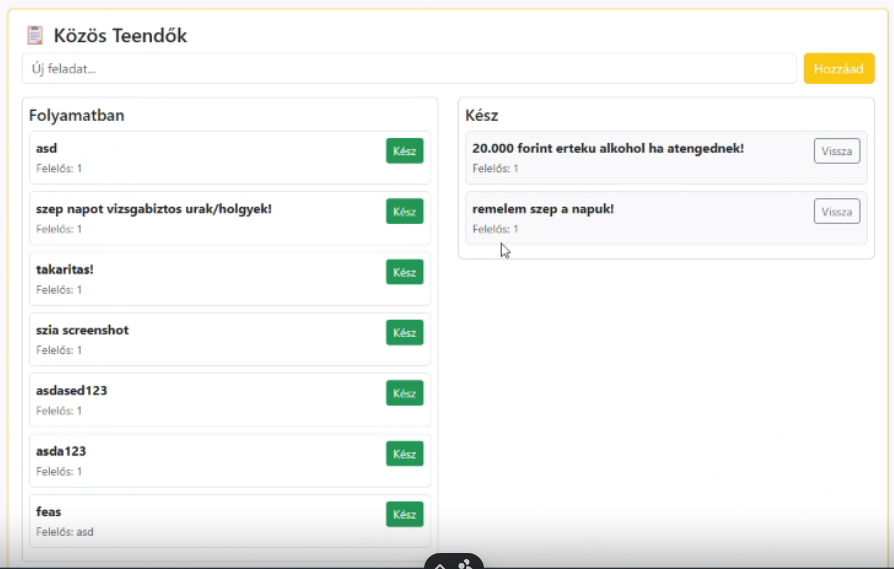 Közös Teendők
Új feladat...
Hozzáad
Folyamatban
asd
Kész
Felelős: 1
szep napot vizsgabiztos urak/holgyek!
Kész
Felelős: 1
takaritas!
Kész
Felelős: 1
szia screenshot
Kész
Felelős: 1
asdased123
Kész
Felelős: 1
asda123
Kész
Felelős: 1
feas
Kész
Felelős: asd
Kész
20.000 forint erteku alkohol ha atengednek!
Vissza
Felelős: 1
remelem szep a napuk!
Vissza
Felelős: 1